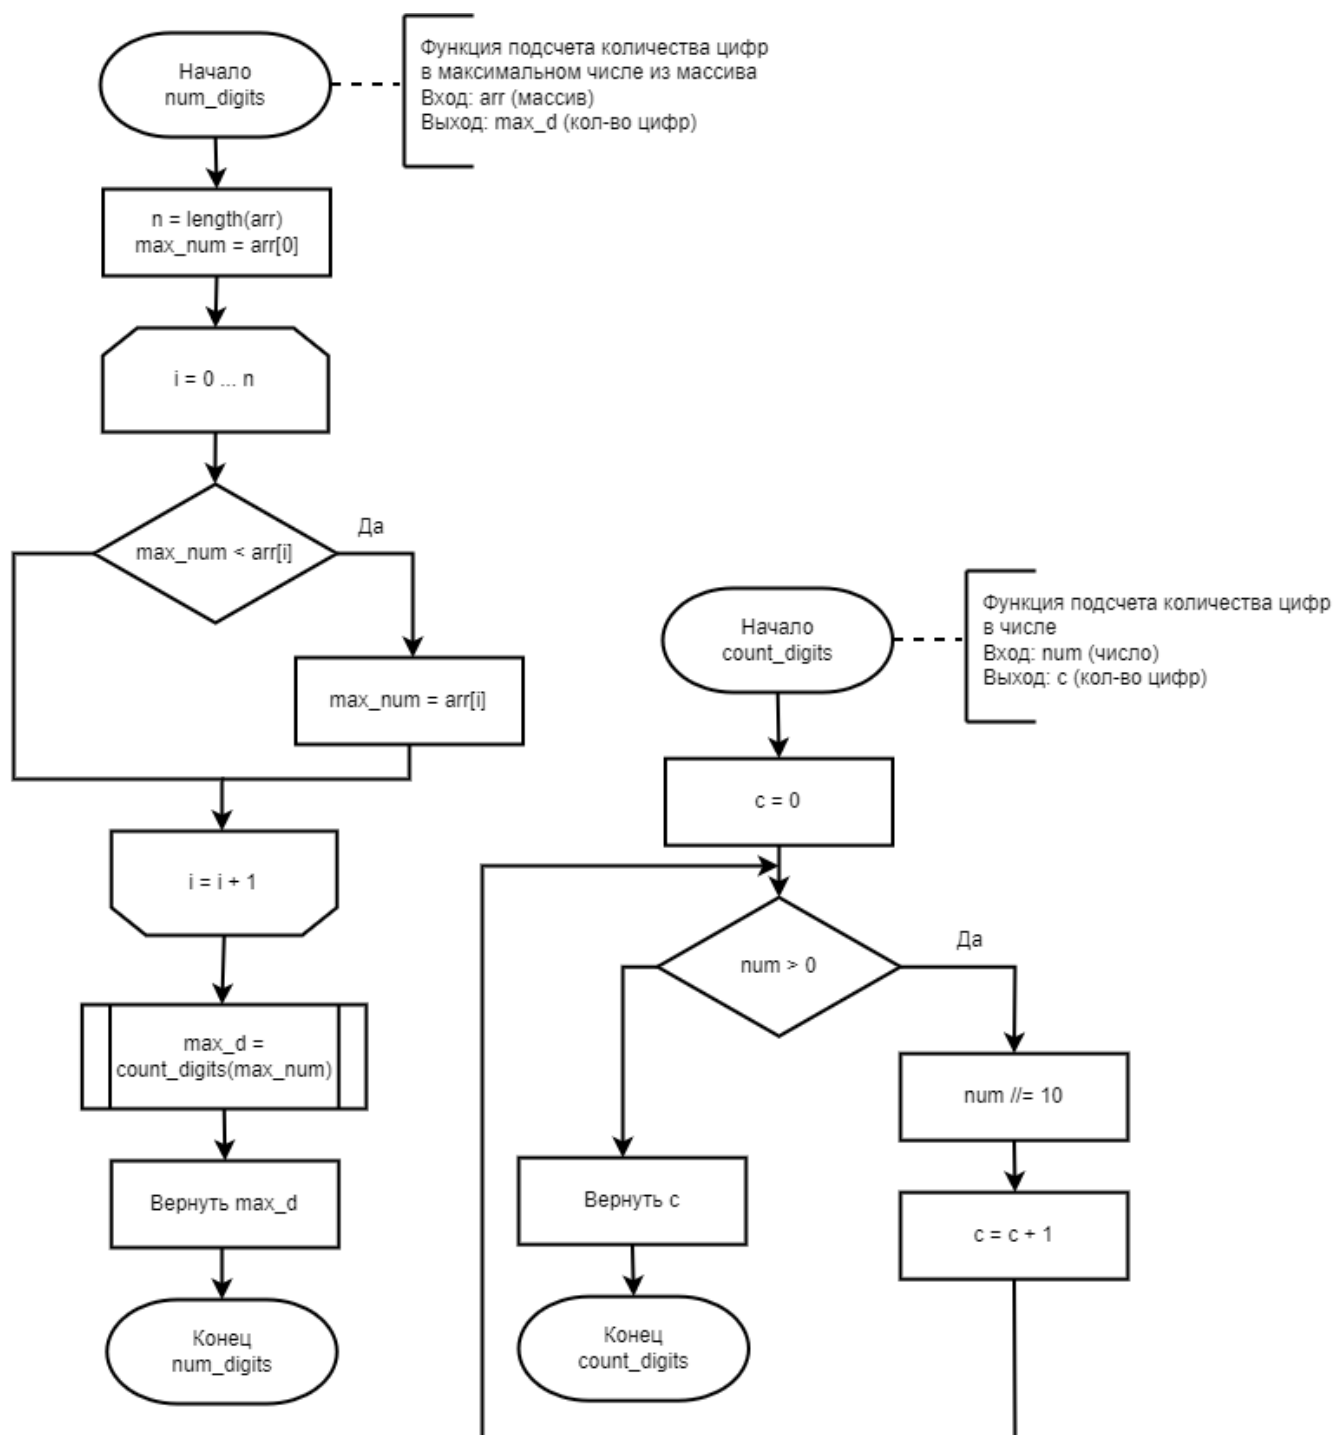 Начало
num_digits
Функция подсчета количества цифр
в максимальном числе из массива
Вход: arr (массив)
Выход: max_d (кол-во цифр)
n = length(arr)
max_num = arr[0]
i = 0 ... n
max_num < arr[i]
Да
max_num = arr[i]
i = i + 1
max_d =
count_digits(max_num)
Вернуть max_d
Конец
num_digits
Начало
count_digits
Функция подсчета количества цифр
в числе
Вход: num (число)
Выход: c (кол-во цифр)
c = 0
num > 0
Да
num //= 10
c = c + 1
Вернуть c
Конец
count_digits